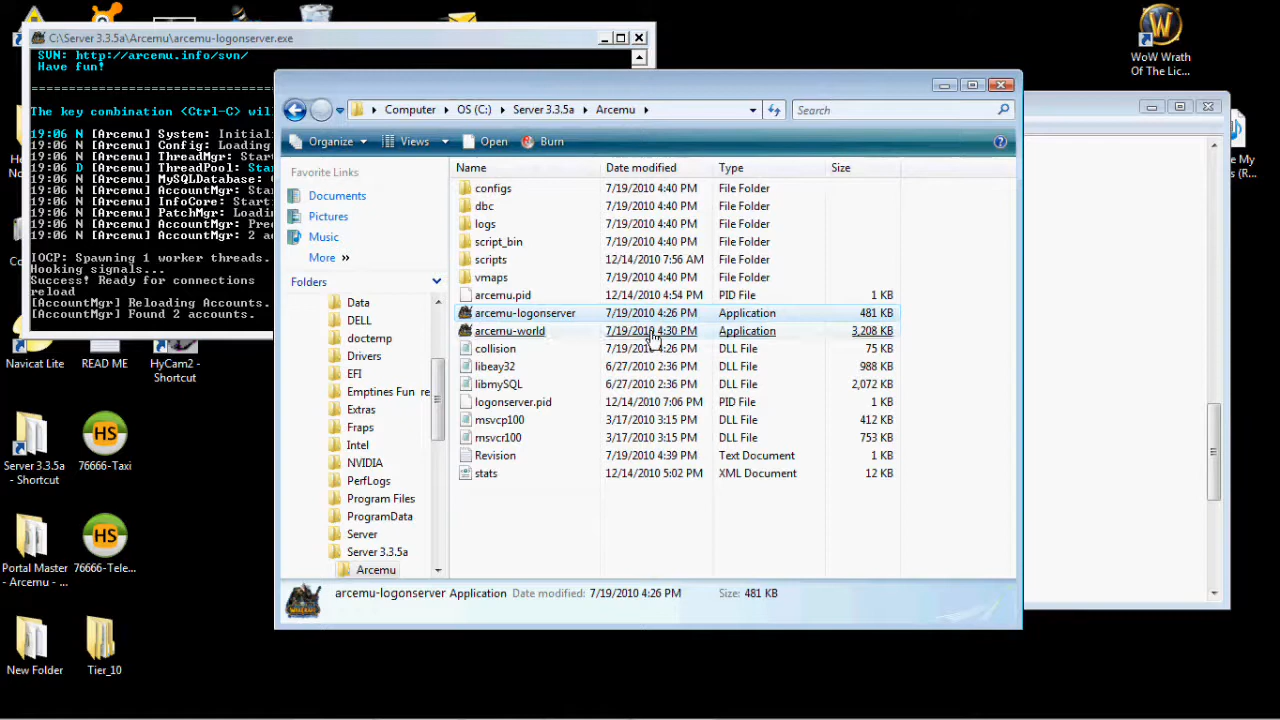 C:\Server 3.3.5a\Arcemu\arcemu-logonserver.exe
SVN: http://arcemu.info/svn/
Have fun!
The key combination <Ctrl-C> wil
19:06 N [Arcemu] System: Initial
19:06 N [Arcemu] Config: Loading
19:06 N [Arcemu] ThreadMgr: Star
19:06 D [Arcemu] ThreadPool: Sta
19:06 N [Arcemu] MySQLDatabase:
19:06 N [Arcemu] AccountMgr: Sta
19:06 N [Arcemu] InfoCore: Start
19:06 N [Arcemu] PatchMgr: Loadi
19:06 N [Arcemu] AccountMgr: Pre
19:06 N [Arcemu] AccountMgr: 2 a
IOCP: Spawning 1 worker threads.
Hooking signals...
Success! Ready for connections
reload
[AccountMgr] Reloading Accounts.
[AccountMgr] Found 2 accounts.
Computer
OS (C:)
Server 3.3.5a
Arcemu
Search
Organize
Views
Open
Burn
Favorite Links
Documents
Pictures
Music
More »
Folders
Data
DELL
doctemp
Drivers
EFI
Emptines Fun re
Extras
Fraps
Intel
NVIDIA
PerfLogs
Program Files
ProgramData
Server
Server 3.3.5a
Arcemu
Name Date modified Type Size
configs 7/19/2010 4:40 PM File Folder
dbc 7/19/2010 4:40 PM File Folder
logs 7/19/2010 4:40 PM File Folder
script_bin 7/19/2010 4:40 PM File Folder
scripts 12/14/2010 7:56 AM File Folder
vmaps 7/19/2010 4:40 PM File Folder
arcemu.pid 12/14/2010 4:54 PM PID File 1 KB
arcemu-logonserver 7/19/2010 4:26 PM Application 481 KB
arcemu-world 7/19/2010 4:30 PM Application 3,208 KB
collision 7/19/2010 4:26 PM DLL File 75 KB
libeay32 6/27/2010 2:36 PM DLL File 988 KB
libmySQL 6/27/2010 2:36 PM DLL File 2,072 KB
logonserver.pid 12/14/2010 7:06 PM PID File 1 KB
msvcp100 3/17/2010 3:15 PM DLL File 412 KB
msvcr100 3/17/2010 3:15 PM DLL File 753 KB
Revision 7/19/2010 4:39 PM Text Document 1 KB
stats 12/14/2010 5:02 PM XML Document 12 KB
arcemu-logonserver Application Date modified: 7/19/2010 4:26 PM Size: 481 KB
WoW Wrath
Of The Lic...
Navicat Lite
READ ME
HyCam2 -
Shortcut
Server 3.3.5a
- Shortcut
HS
76666-Taxi
Portal Master
- Arcemu - ...
HS
76666-Tele...
New Folder
Tier_10